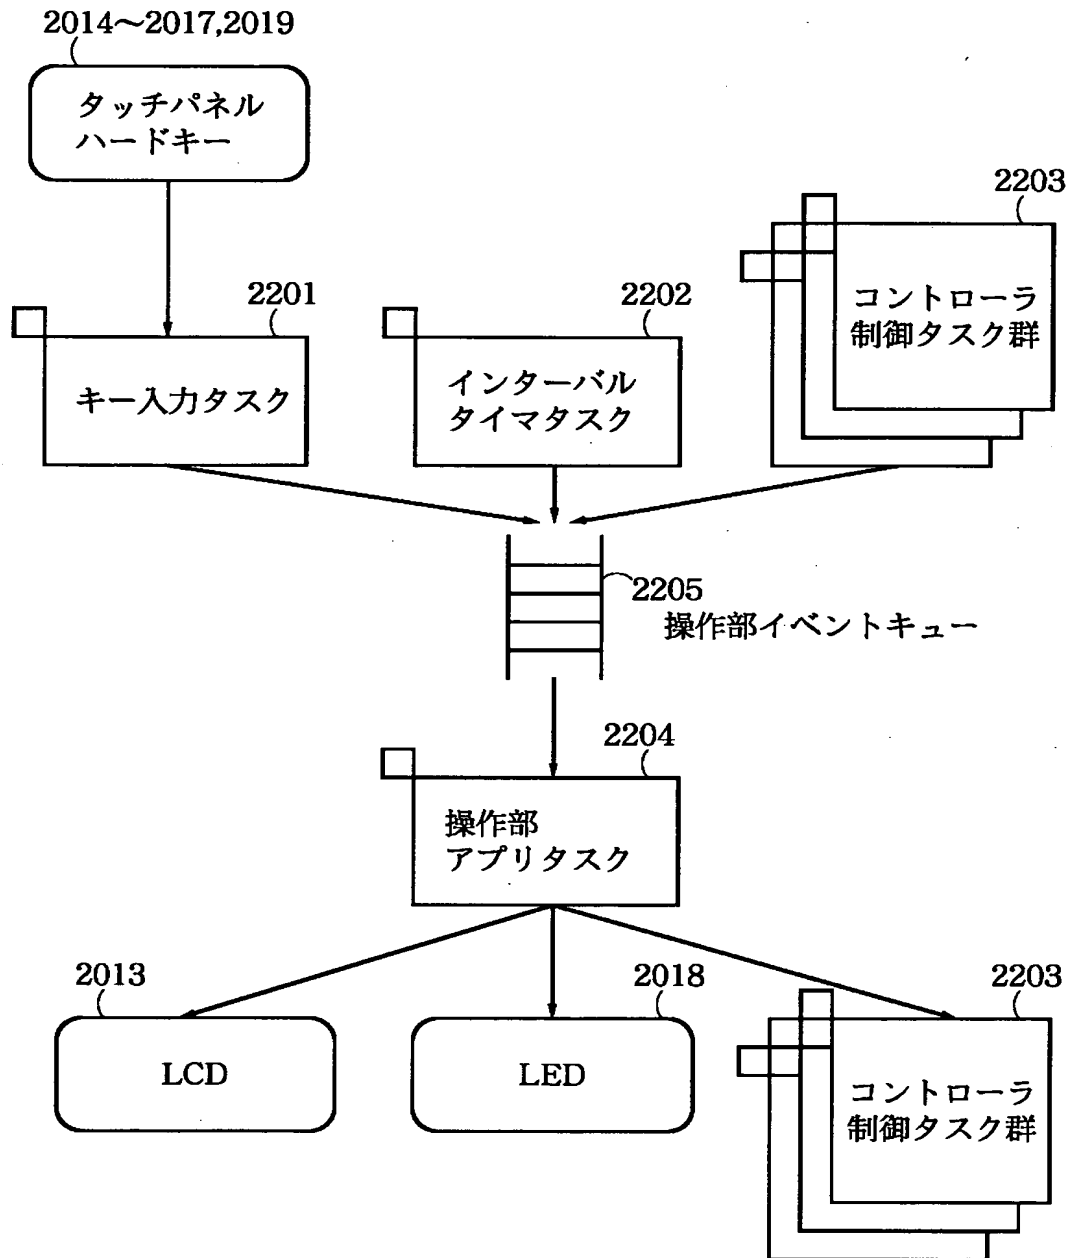 2014～2017,2019
タッチパネル
ハードキー
2203
コントローラ
制御タスク群
2201
キー入力タスク
2202
インターバル
タイマタスク
2205
操作部イベントキュー
2204
操作部
アプリタスク
2013
LCD
2018
LED
2203
コントローラ
制御タスク群